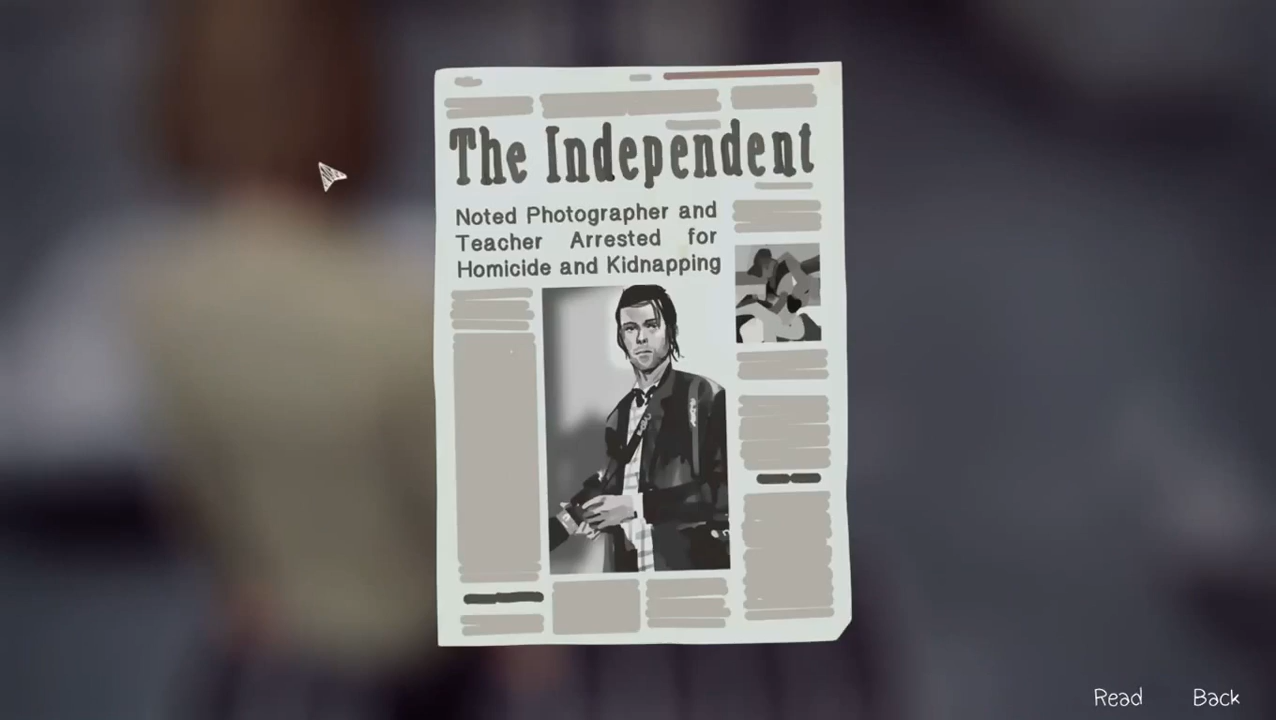 The Independent
Noted Photographer and
Teacher Arrested for
Homicide and Kidnapping
Read
Back